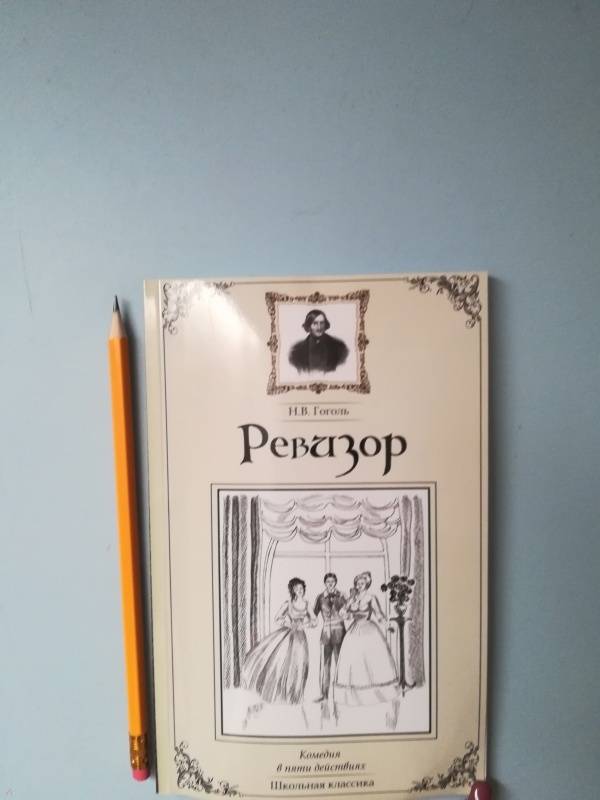 Н.В. Гоголь
Ревизор
Комедия
в пяти действиях
Школьная классика